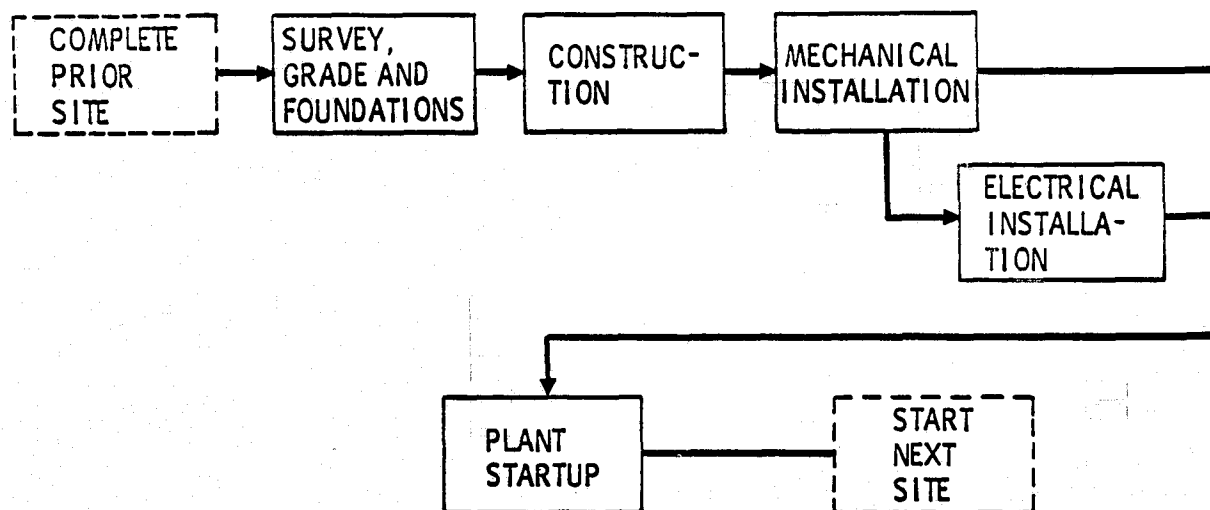 COMPLETE
PRIOR
SITE
SURVEY,
GRADE AND
FOUNDATIONS
CONSTRUC-
TION
MECHANICAL
INSTALLATION
ELECTRICAL
INSTALLA-
TION
PLANT
STARTUP
START
NEXT
SITE